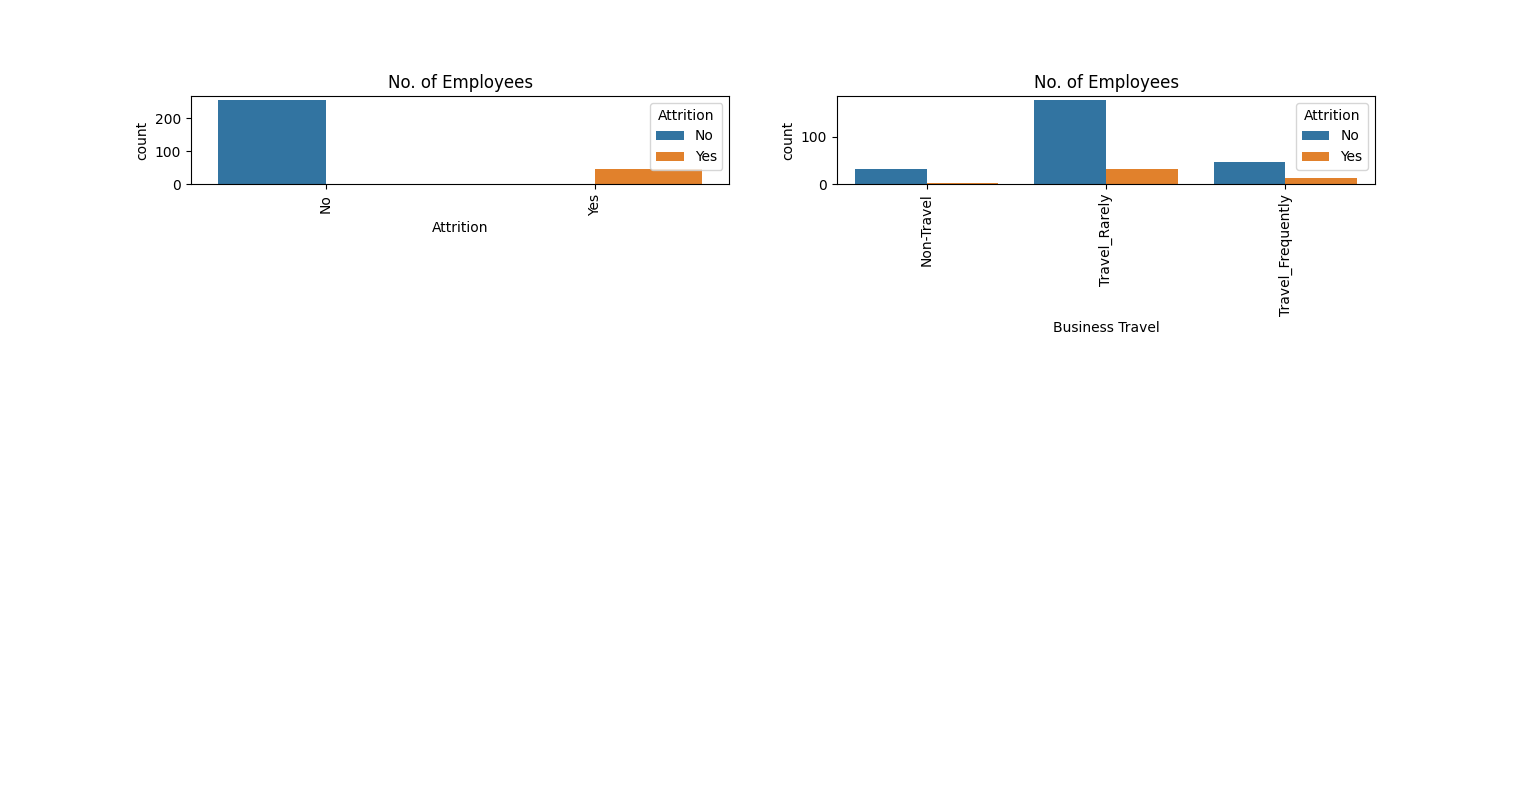 No. of Employees
count
200
100
0
No
Yes
Attrition
Attrition
No
Yes
No. of Employees
count
100
0
Non-Travel
Travel_Rarely
Travel_Frequently
Business Travel
Attrition
No
Yes